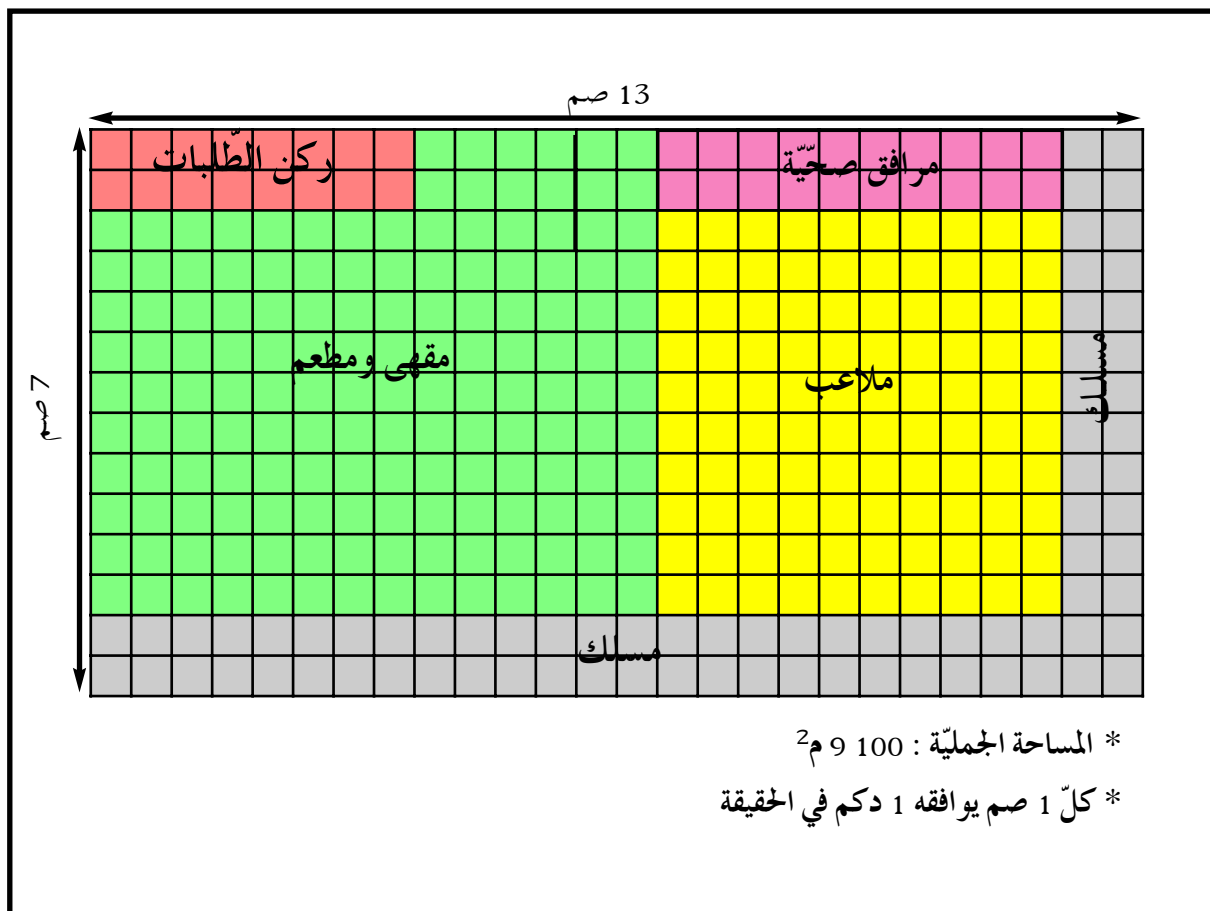 13 صم
ركن الطّلبات
مرافق صحّيّة
مقهى ومطعم
ملاعب
مسلك
7 صم
مسلك
* المساحة الجمليّة : 100 9 م²
* كلّ 1 صم يوافقه 1 دكم في الحقيقة